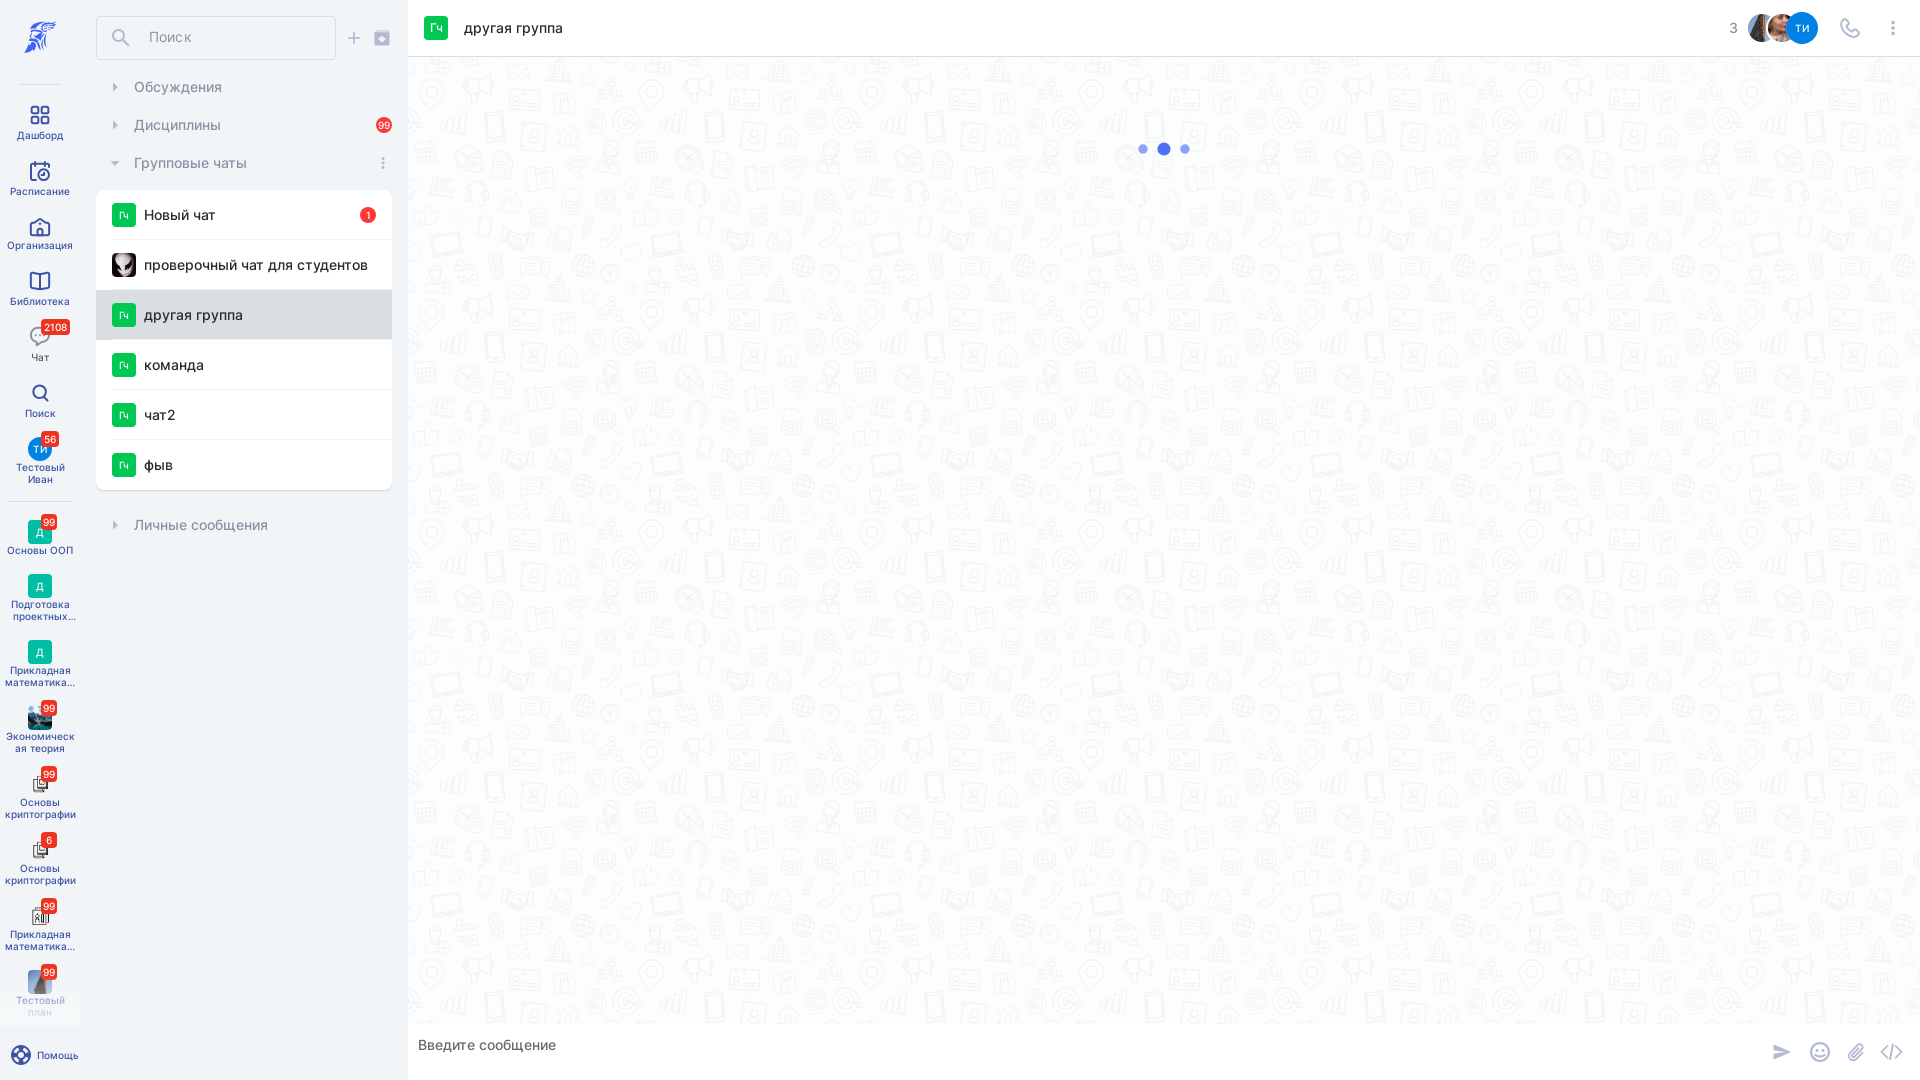 Дашборд
Расписание
Организация
Библиотека
2108
Чат
Поиск
56
ТИ
Тестовый
Иван
99
Д
Основы ООП
Д
Подготовка
проектных...
Д
Прикладная
математика...
99
Экономическ
ая теория
99
Основы
криптографии
6
Основы
криптографии
99
Прикладная
математика...
99
Тестовый
план
Помощь
Поиск
Обсуждения
Дисциплины
99
Групповые чаты
Гч
Новый чат
1
проверочный чат для студентов
Гч
другая группа
Гч
команда
Гч
чат2
Гч
фыв
Личные сообщения
Гч
другая группа
3
ТИ
Введите сообщение